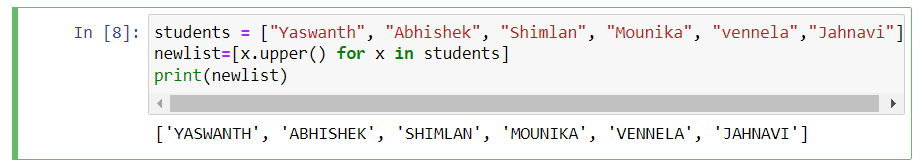 In [8]: students = ["Yaswanth", "Abhishek", "Shimlan", "Mounika", "vennela","Jahnavi"]
newlist=[x.upper() for x in students]
print(newlist)
['YASWANTH', 'ABHISHEK', 'SHIMLAN', 'MOUNIKA', 'VENNELA', 'JAHNAVI']